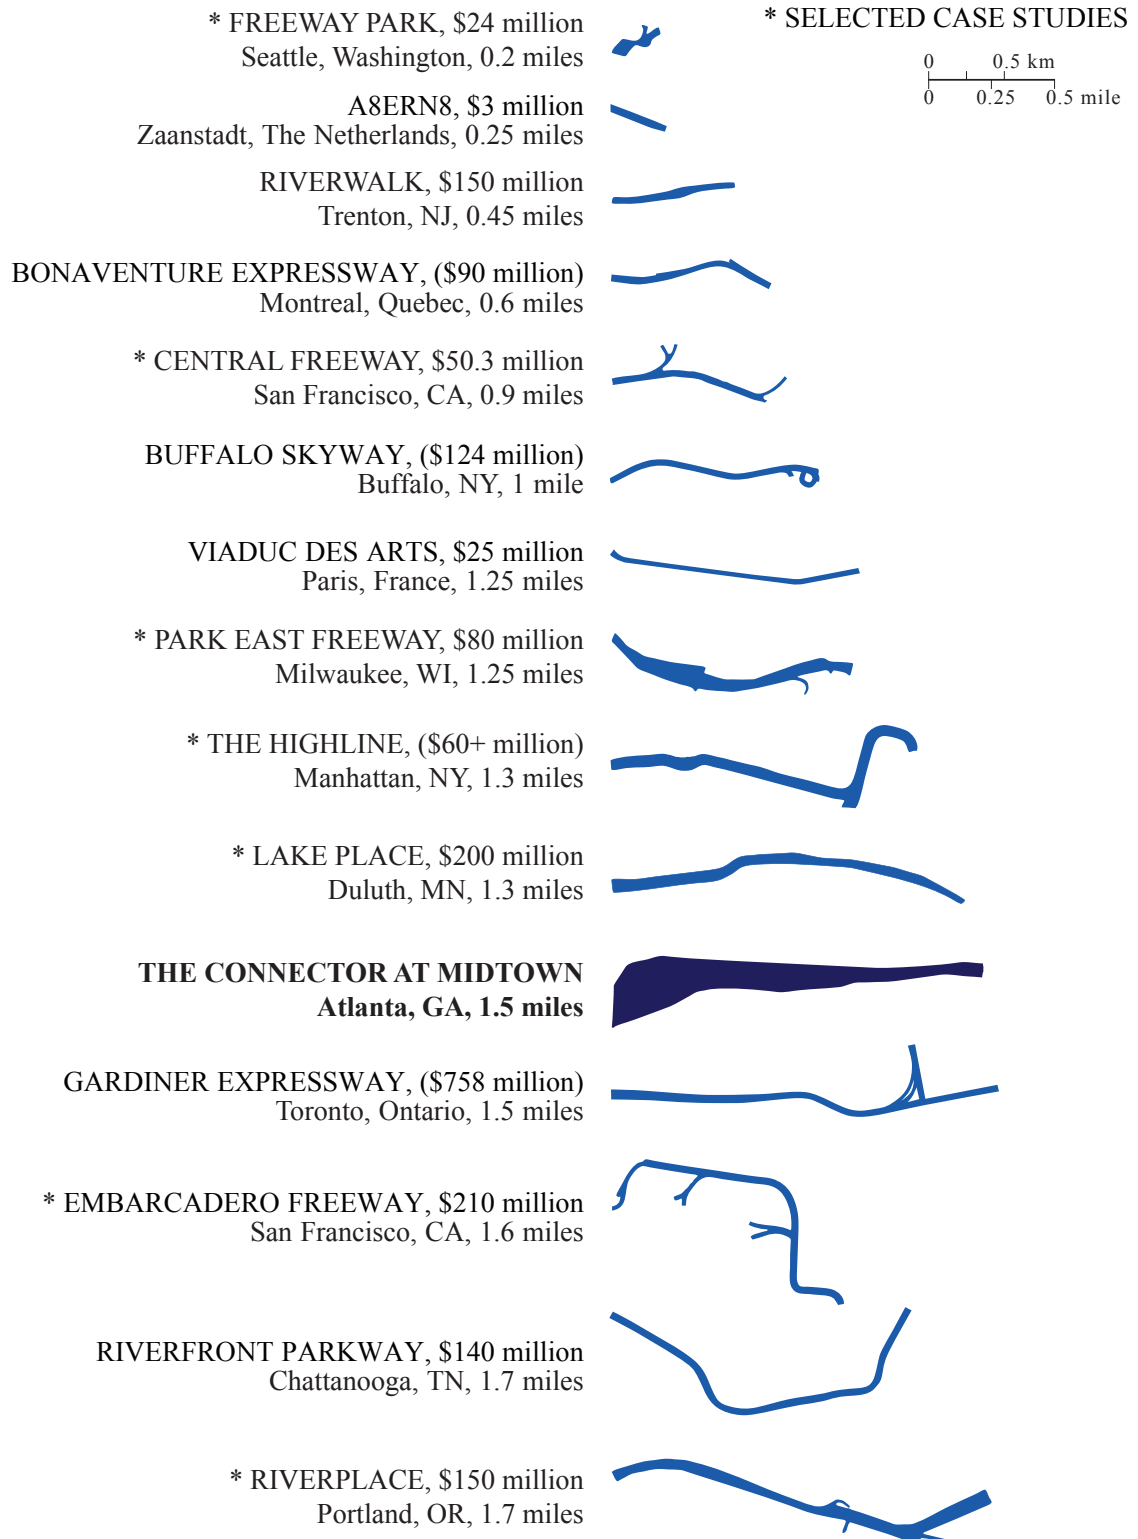 * FREEWAY PARK, $24 million
Seattle, Washington, 0.2 miles
* SELECTED CASE STUDIES
0 0.5 km
0 0.25 0.5 mile
A8ERN8, $3 million
Zaanstadt, The Netherlands, 0.25 miles
RIVERWALK, $150 million
Trenton, NJ, 0.45 miles
BONAVENTURE EXPRESSWAY, ($90 million)
Montreal, Quebec, 0.6 miles
* CENTRAL FREEWAY, $50.3 million
San Francisco, CA, 0.9 miles
BUFFALO SKYWAY, ($124 million)
Buffalo, NY, 1 mile
VIADUC DES ARTS, $25 million
Paris, France, 1.25 miles
* PARK EAST FREEWAY, $80 million
Milwaukee, WI, 1.25 miles
* THE HIGHLINE, ($60+ million)
Manhattan, NY, 1.3 miles
* LAKE PLACE, $200 million
Duluth, MN, 1.3 miles
THE CONNECTOR AT MIDTOWN
Atlanta, GA, 1.5 miles
GARDINER EXPRESSWAY, ($758 million)
Toronto, Ontario, 1.5 miles
* EMBARCADERO FREEWAY, $210 million
San Francisco, CA, 1.6 miles
RIVERFRONT PARKWAY, $140 million
Chattanooga, TN, 1.7 miles
* RIVERPLACE, $150 million
Portland, OR, 1.7 miles